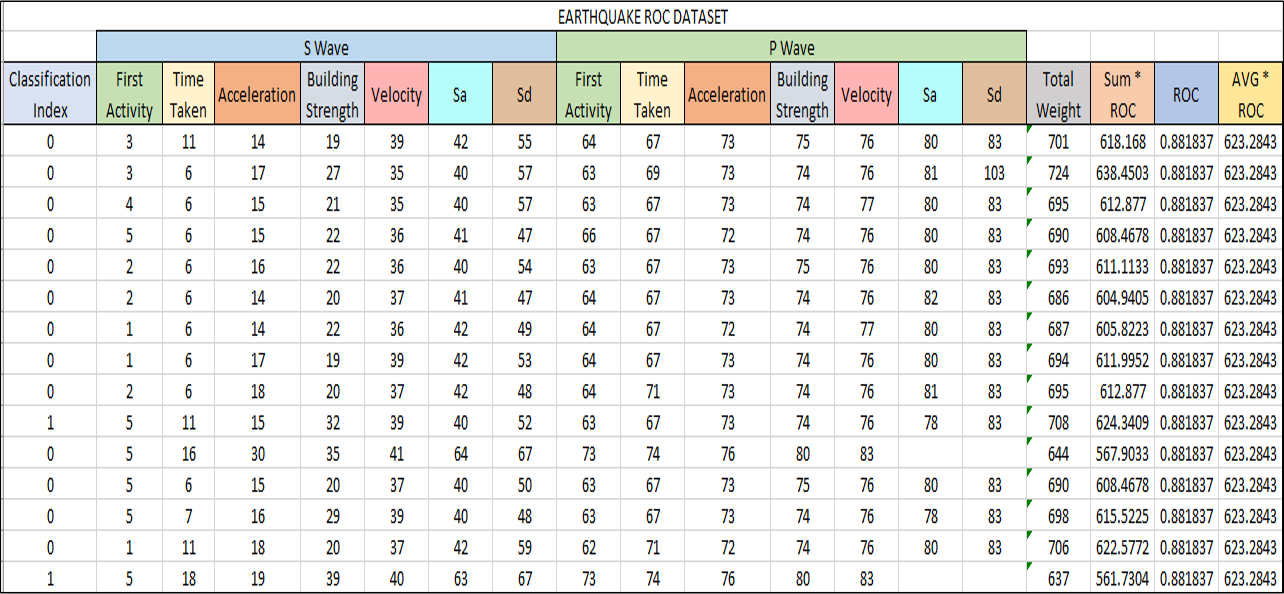 EARTHQUAKE ROC DATASET
S Wave P Wave
Classification Index First Activity Time Taken Acceleration Building Strength Velocity Sa Sd First Activity Time Taken Acceleration Building Strength Velocity Sa Sd Total Weight Sum * ROC ROC AVG * ROC
0 3 11 14 19 39 42 55 64 67 73 75 76 80 83 701 618.168 0.881837 623.2843
0 3 6 17 27 35 40 57 63 69 73 74 76 81 103 724 638.4503 0.881837 623.2843
0 4 6 15 21 35 40 57 63 67 73 74 77 80 83 695 612.877 0.881837 623.2843
0 5 6 15 22 36 41 47 66 67 72 74 76 80 83 690 608.4678 0.881837 623.2843
0 2 6 16 22 36 40 54 63 67 73 75 76 80 83 693 611.1133 0.881837 623.2843
0 2 6 14 20 37 41 47 64 67 73 74 76 82 83 686 604.9405 0.881837 623.2843
0 1 6 14 22 36 42 49 64 67 72 74 77 80 83 687 605.8223 0.881837 623.2843
0 1 6 17 19 39 42 53 64 67 73 74 76 80 83 694 611.9952 0.881837 623.2843
0 2 6 18 20 37 42 48 64 71 73 74 76 81 83 695 612.877 0.881837 623.2843
1 5 11 15 32 39 40 52 63 67 73 74 76 78 83 708 624.3409 0.881837 623.2843
0 5 16 30 35 41 64 67 73 74 76 80 83 644 567.9033 0.881837 623.2843
0 5 6 15 20 37 40 50 63 67 73 75 76 80 83 690 608.4678 0.881837 623.2843
0 5 7 16 29 39 40 48 63 67 73 74 76 78 83 698 615.5225 0.881837 623.2843
0 1 11 18 20 37 42 59 62 71 72 74 76 80 83 706 622.5772 0.881837 623.2843
1 5 18 19 39 40 63 67 73 74 76 80 83 637 561.7304 0.881837 623.2843